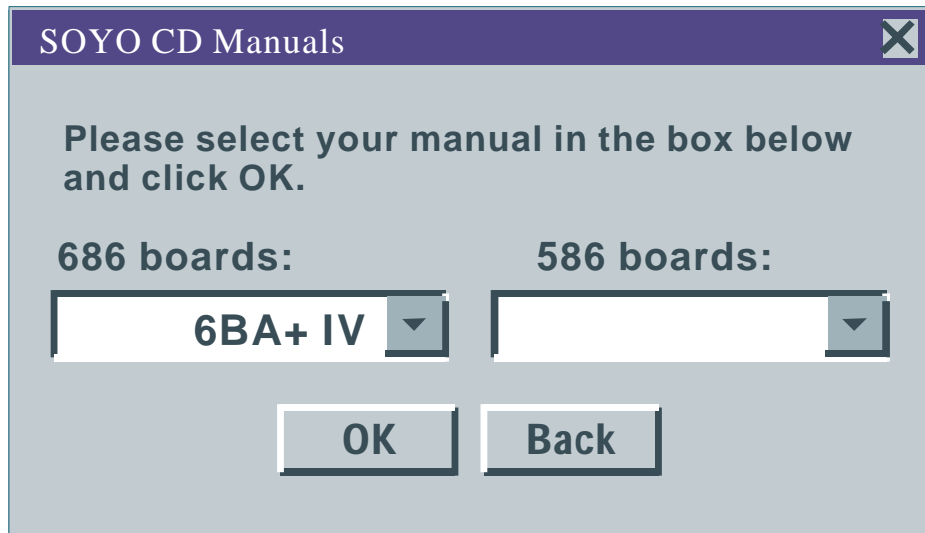 SOYO CD Manuals
Please select your manual in the box below
and click OK.
686 boards: 586 boards:
6BA+ IV
OK Back